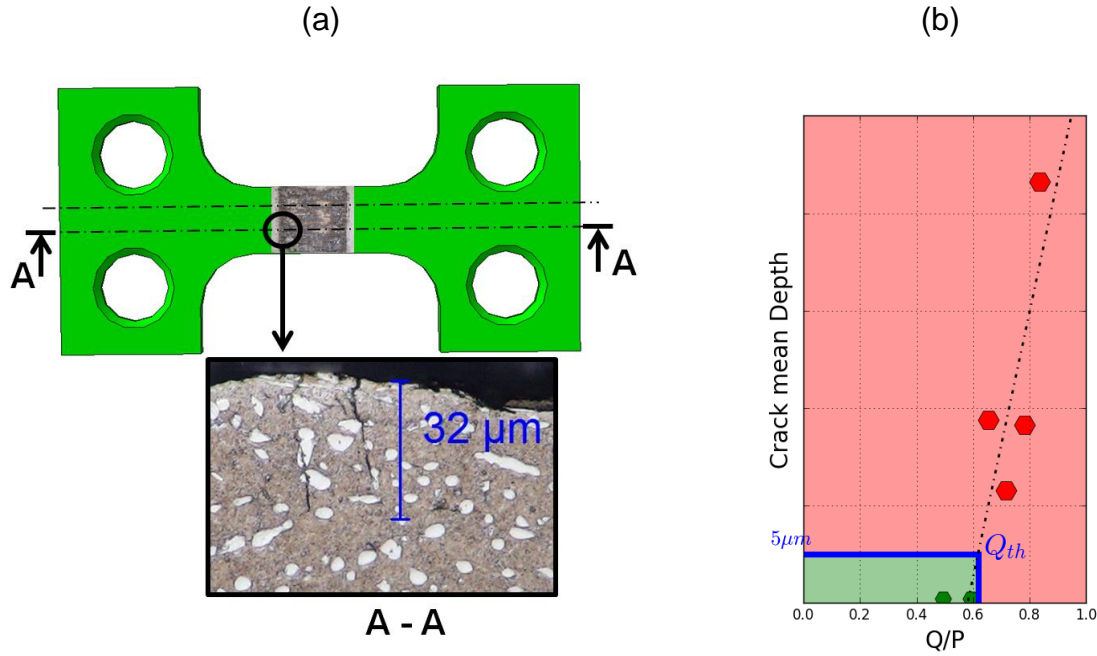 (a)
(b)
A
A
32 μm
A - A
Crack mean Depth
5μm
Q_th
0.0 0.2 0.4 0.6 0.8 1.0
Q/P